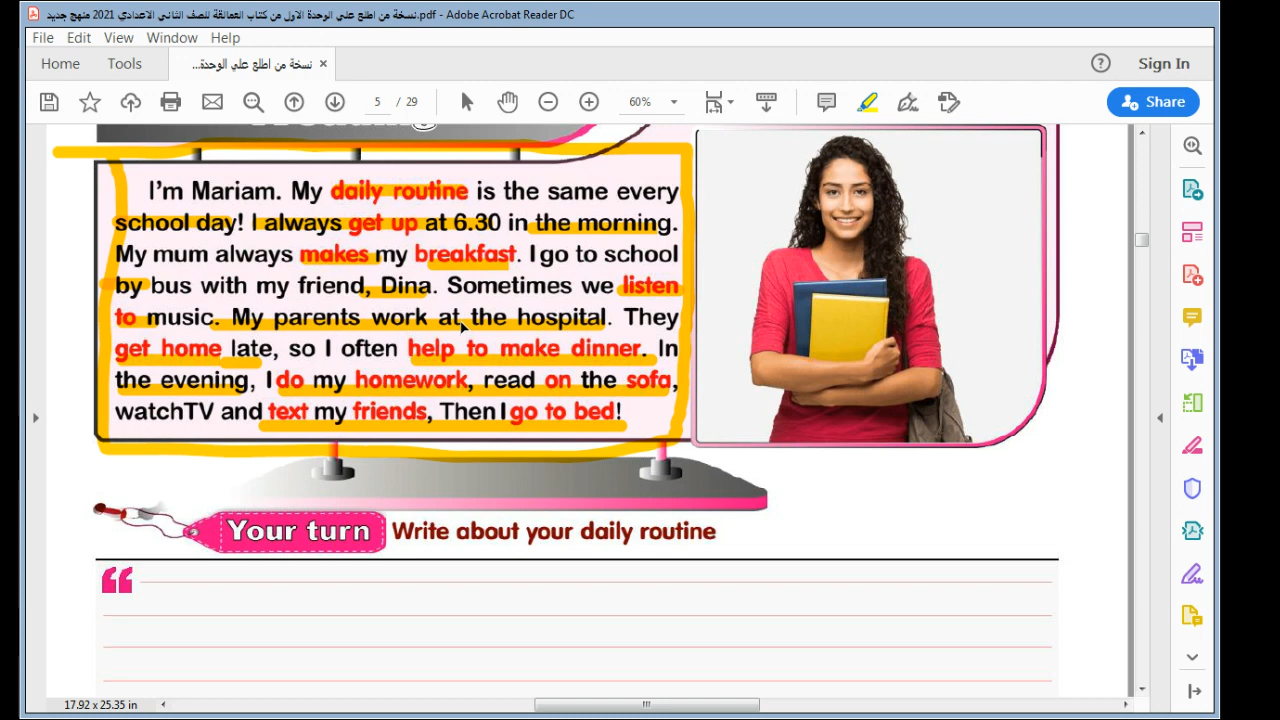 نسخة من اطلع علي الوحدة الاول من كتاب العمالقة للصف الثاني الاعدادي 2021 منهج جديد.pdf - Adobe Acrobat Reader DC
File Edit View Window Help
Home Tools نسخة من اطلع علي الوحدة... × Sign In
5 / 29 60% Share
I'm Mariam. My daily routine is the same every
school day! I always get up at 6.30 in the morning.
My mum always makes my breakfast. I go to school
by bus with my friend, Dina. Sometimes we listen
to music. My parents work at the hospital. They
get home late, so I often help to make dinner. In
the evening, I do my homework, read on the sofa,
watchTV and text my friends, Then I go to bed!
Your turn Write about your daily routine
17.92 x 25.35 in